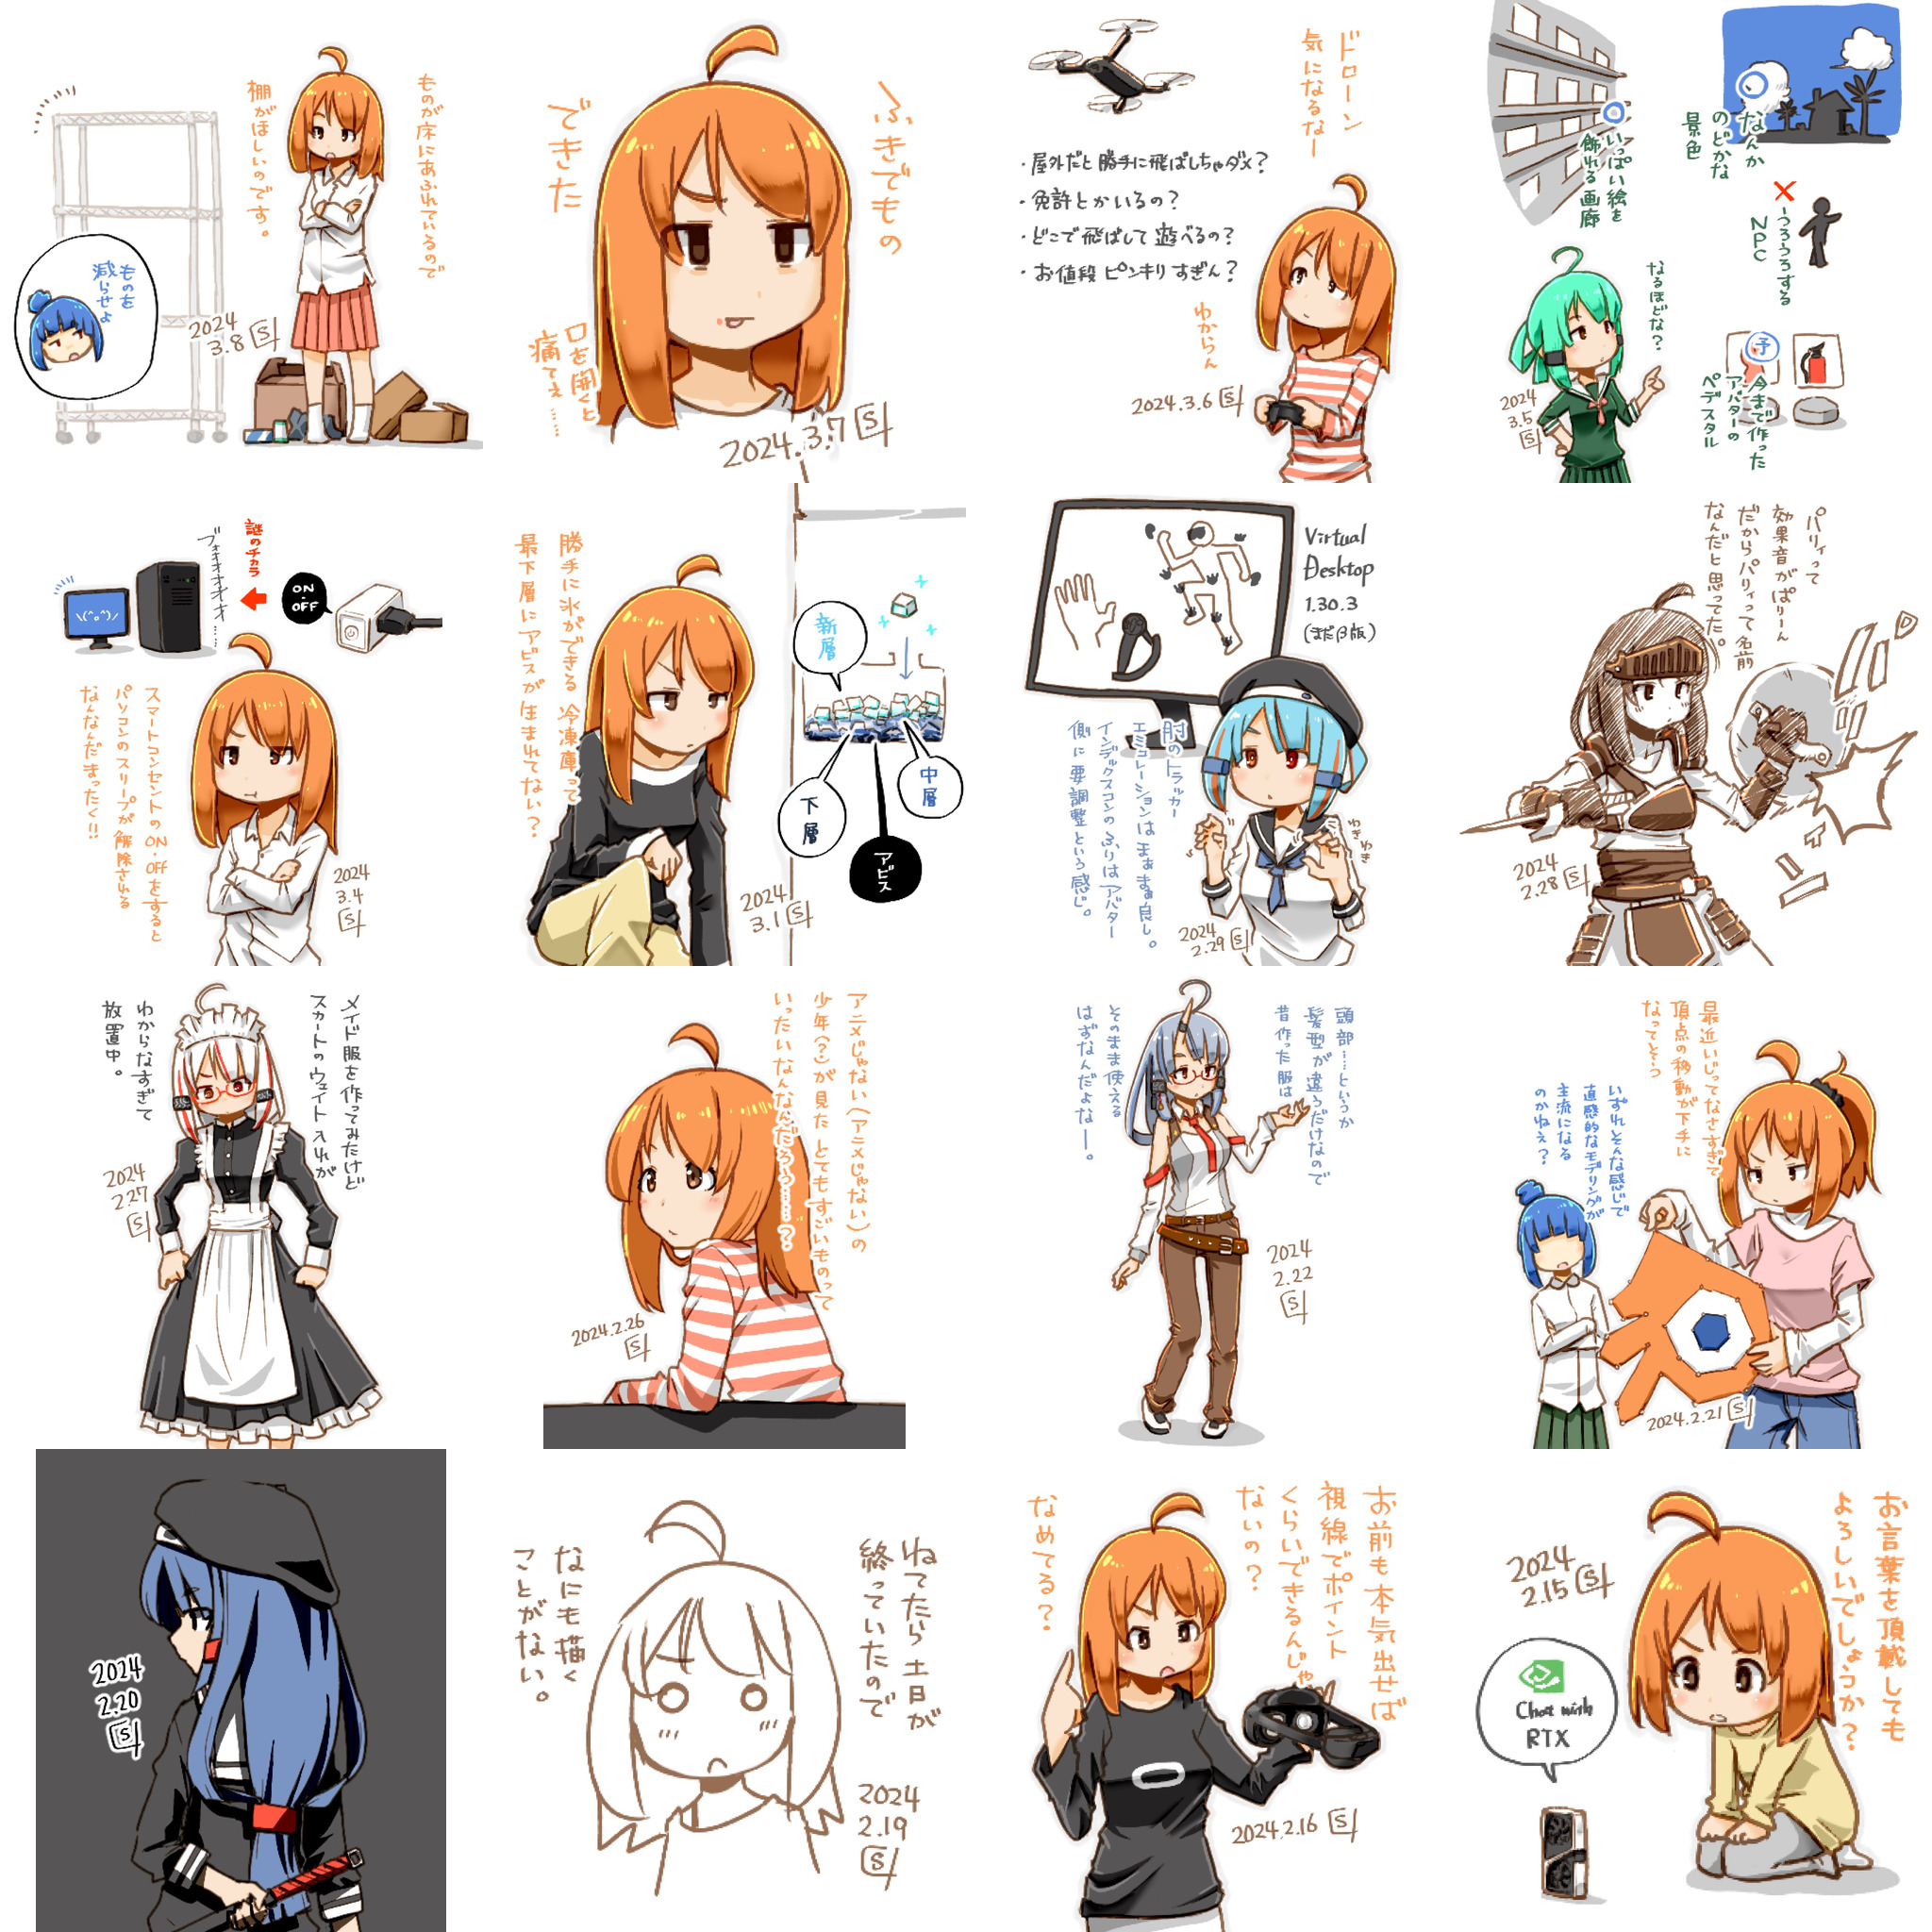 ものが床にあふれているので
棚がほしいのです。
ものを
減らせよ
2024
3.8 S
ふきでもの
できた
口を開くと
痛てぇ……
2024.3.7 S
ドローン
気になるなー
・屋外だと勝手に飛ばしちゃダメ?
・免許とかいるの?
・どこで飛ばして遊べるの?
・お値段ピンキリすぎん?
わからん
2024.3.6 S
なんか
のどかな
景色
いっぱい絵を
飾れる画廊
うろうろする
NPC
なるほどな?
予
今まで作った
アバターの
ペデスタル
2024
3.5
S
謎のチカラ
ON
・
OFF
\(^o^)/
スマートコンセントのON・OFFをすると
パソコンのスリープが解除される
なんなんだまったく!!
2024
3.4
S
勝手に氷ができる冷凍庫って
最下層にアビスが生まれてない?
新層
中層
下層
アビス
2024
3.1 S
Virtual
Desktop
1.30.3
(まだβ版)
肘のトラッカー
エミュレーションはまぁまぁ良し。
インデックスコンのふりはアバター
側に要調整という感じ。
わき
わき
2024
2.29 S
パリィって
効果音がぱりーん
だからパリィって名前
なんだと思ってた。
2024
2.28 S
メイド服を作ってみたけど
スカートのウェイト入れが
わからなすぎて
放置中。
2024
2.27
S
アニメじゃない(アニメじゃない)の
少年(?)が見たとてもすごいものって
いったいなんなんだろう……?
2024.2.26
S
頭部……というか
髪型が違うだけなので
昔作った服は
そのまま使える
はずなんだよなー。
2024
2.22
S
最近いじってなさすぎて
頂点の移動が下手に
なってそう
いずれそんな感じで
直感的なモデリングが
主流になる
のかねぇ?
2024.2.21 S
2024
2.20
S
ねてたら土日が
終っていたので
なにも描く
ことがない。
2024
2.19
S
お前も本気出せば
視線でポイント
くらいできるんじゃ
ないの?
なめてる?
2024.2.16 S
お言葉を頂戴しても
よろしいでしょうか?
2024
2.15 S
Chat with
RTX